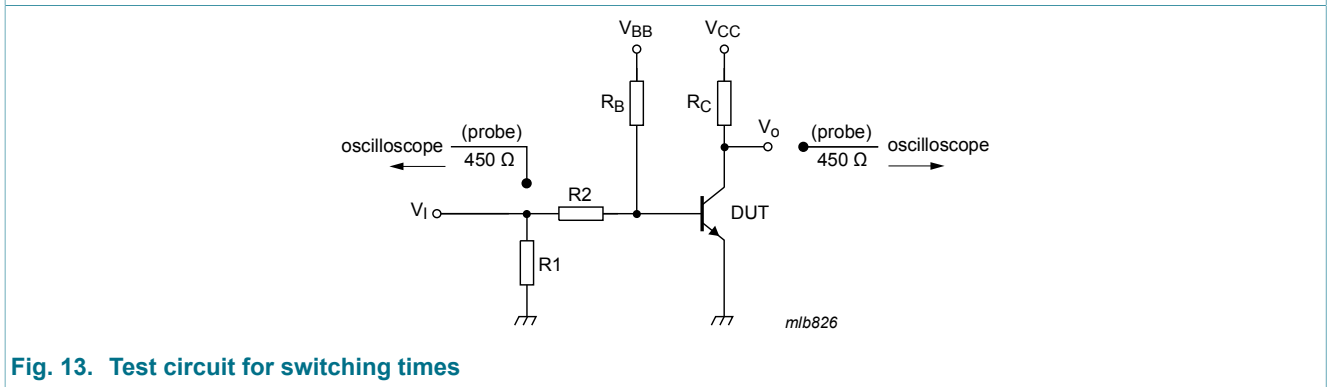 VBB
VCC
RB
RC
Vo
(probe)
450 Ω
oscilloscope
(probe)
450 Ω
oscilloscope
R2
VI
DUT
R1
mlb826
Fig. 13. Test circuit for switching times